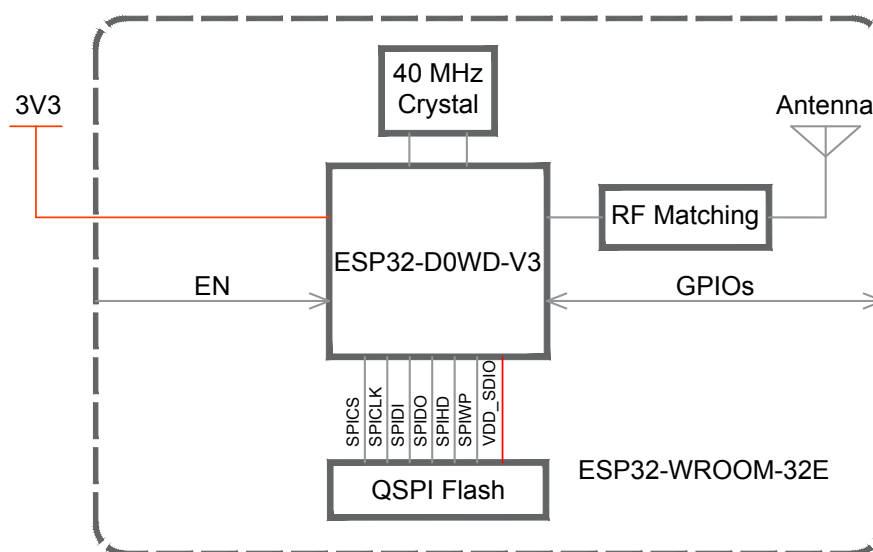 40 MHz
Crystal
3V3
Antenna
RF Matching
ESP32-D0WD-V3
EN
GPIOs
SPICS
SPICLK
SPIDI
SPIDO
SPIHD
SPIWP
VDD_SDIO
QSPI Flash
ESP32-WROOM-32E